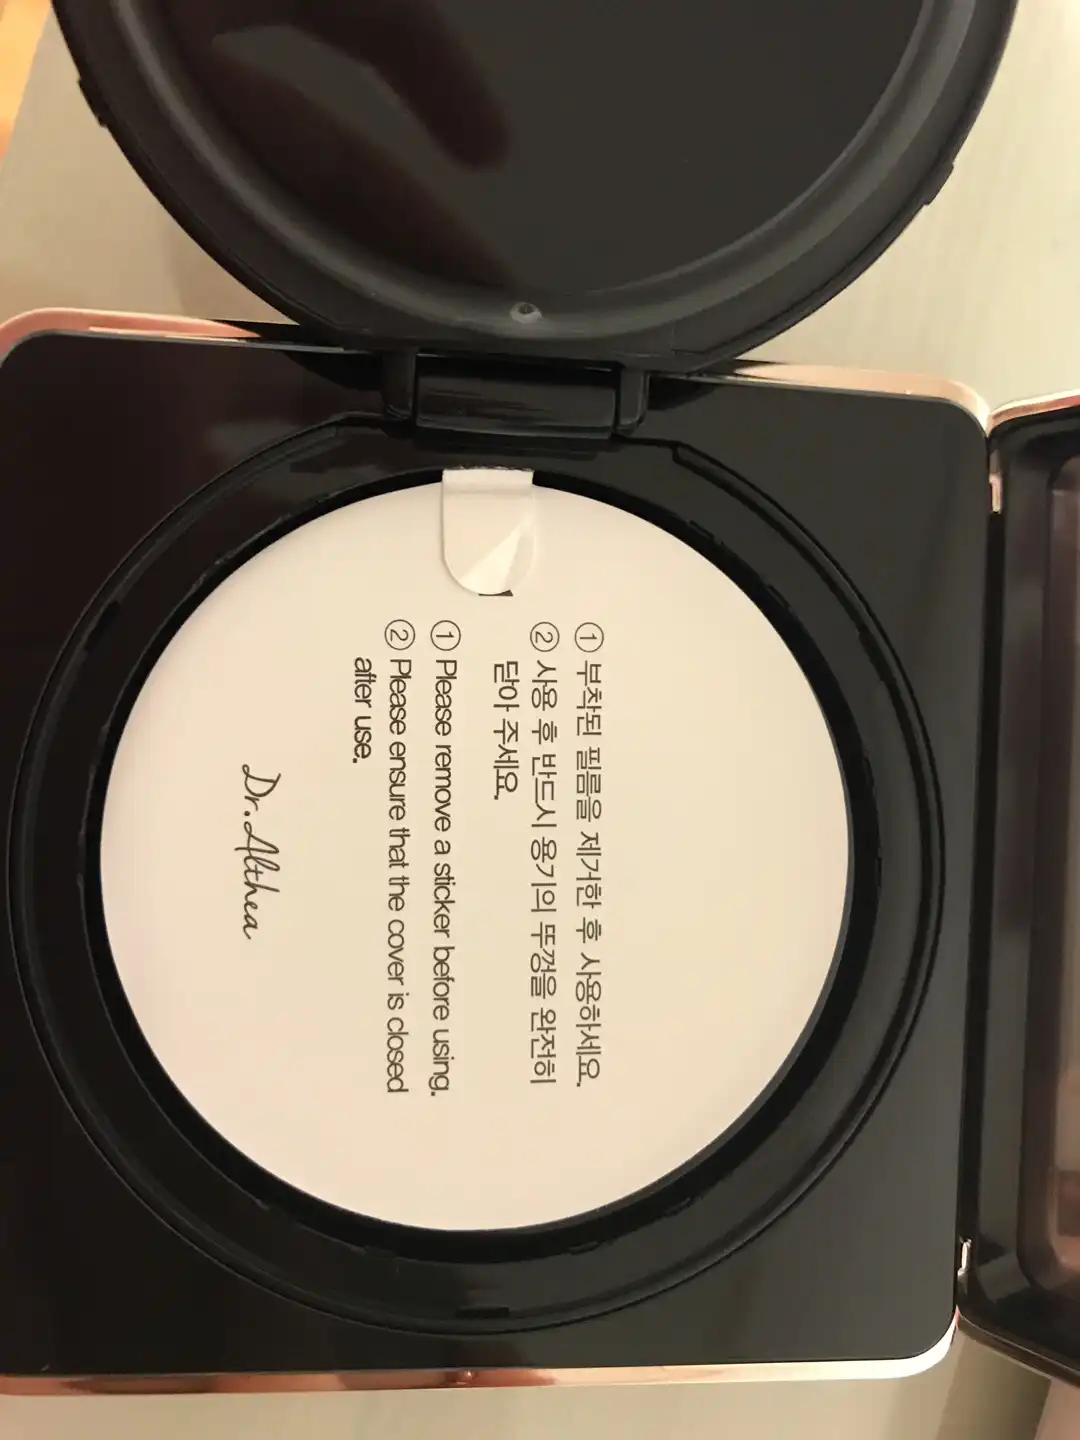 ① 부착된 필름을 제거한 후 사용하세요.
② 사용 후 반드시 용기의 뚜껑을 완전히
닫아 주세요.
① Please remove a sticker before using.
② Please ensure that the cover is closed
after use.
Dr.Althea